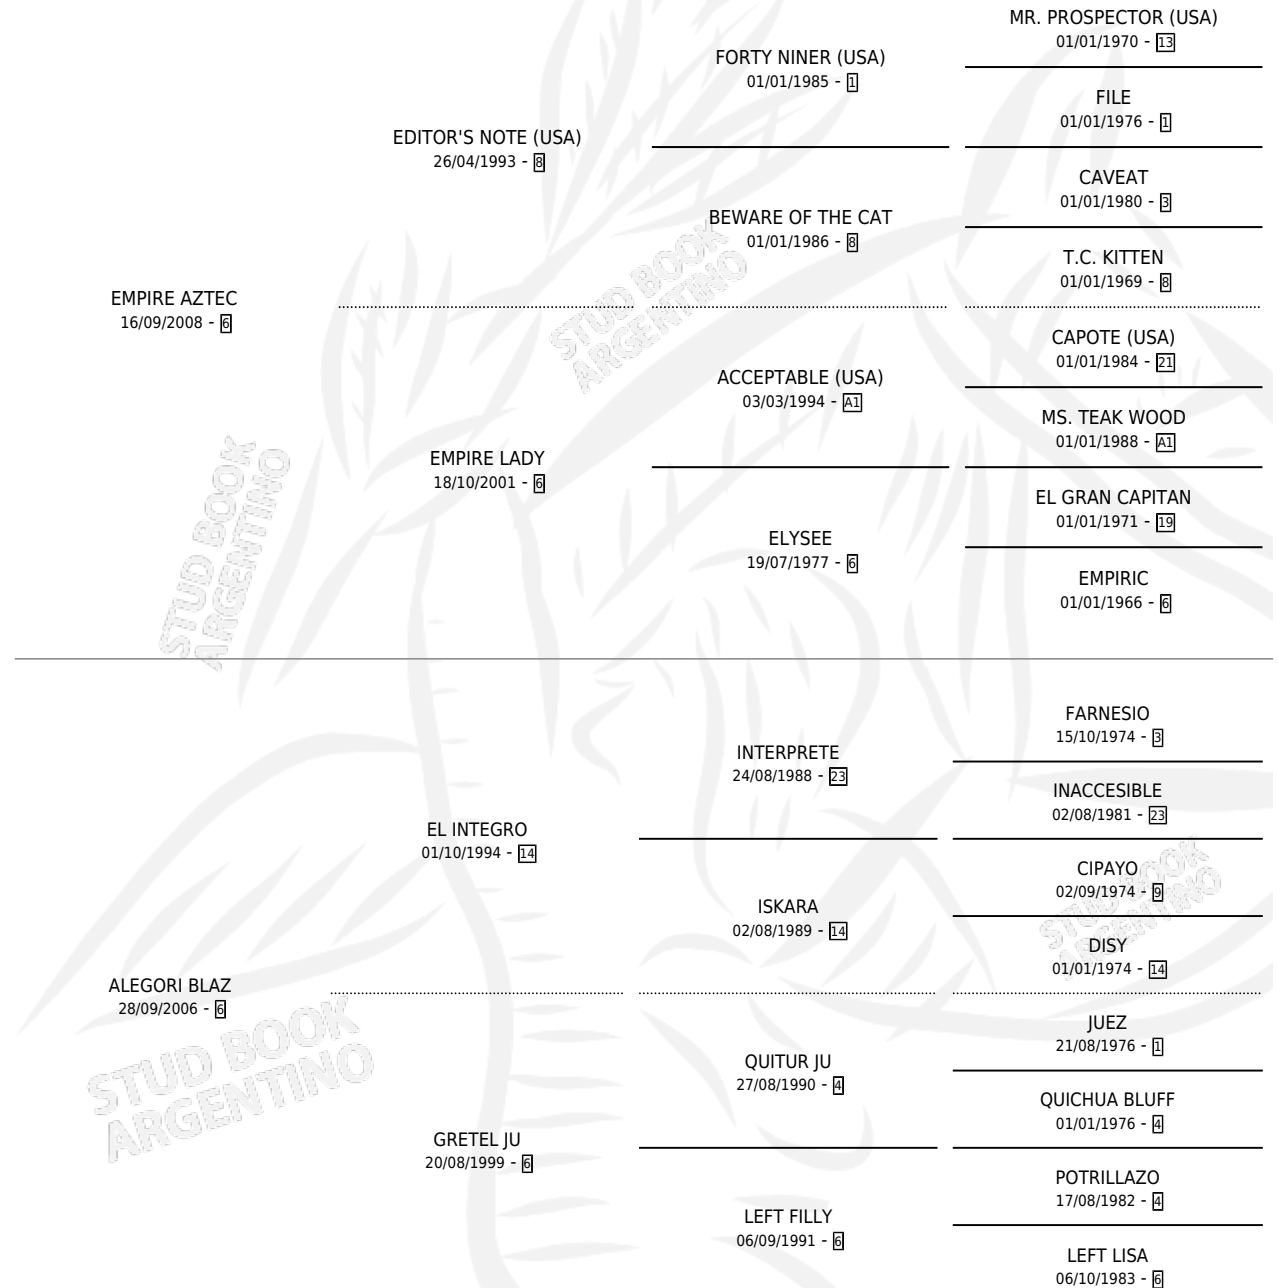 MR. PROSPECTOR (USA)
01/01/1970 - 13
FORTY NINER (USA)
01/01/1985 - 1
FILE
01/01/1976 - 1
EDITOR'S NOTE (USA)
26/04/1993 - 8
CAVEAT
01/01/1980 - 3
BEWARE OF THE CAT
01/01/1986 - 8
T.C. KITTEN
01/01/1969 - 8
EMPIRE AZTEC
16/09/2008 - 6
STUD BOOK
ARGENTINO
CAPOTE (USA)
01/01/1984 - 21
ACCEPTABLE (USA)
03/03/1994 - A1
MS. TEAK WOOD
01/01/1988 - A1
EMPIRE LADY
18/10/2001 - 6
EL GRAN CAPITAN
01/01/1971 - 19
ELYSEE
19/07/1977 - 6
EMPIRIC
01/01/1966 - 6
STUD BOOK
ARGENTINO
FARNESIO
15/10/1974 - 3
INTERPRETE
24/08/1988 - 23
INACCESIBLE
02/08/1981 - 23
EL INTEGRO
01/10/1994 - 14
CIPAYO
02/09/1974 - 9
ISKARA
02/08/1989 - 14
DISY
01/01/1974 - 14
STUD BOOK
ARGENTINO
ALEGORI BLAZ
28/09/2006 - 6
STUD BOOK
ARGENTINO
JUEZ
21/08/1976 - 1
QUITUR JU
27/08/1990 - 4
QUICHUA BLUFF
01/01/1976 - 4
GRETEL JU
20/08/1999 - 6
POTRILLAZO
17/08/1982 - 4
LEFT FILLY
06/09/1991 - 6
LEFT LISA
06/10/1983 - 6